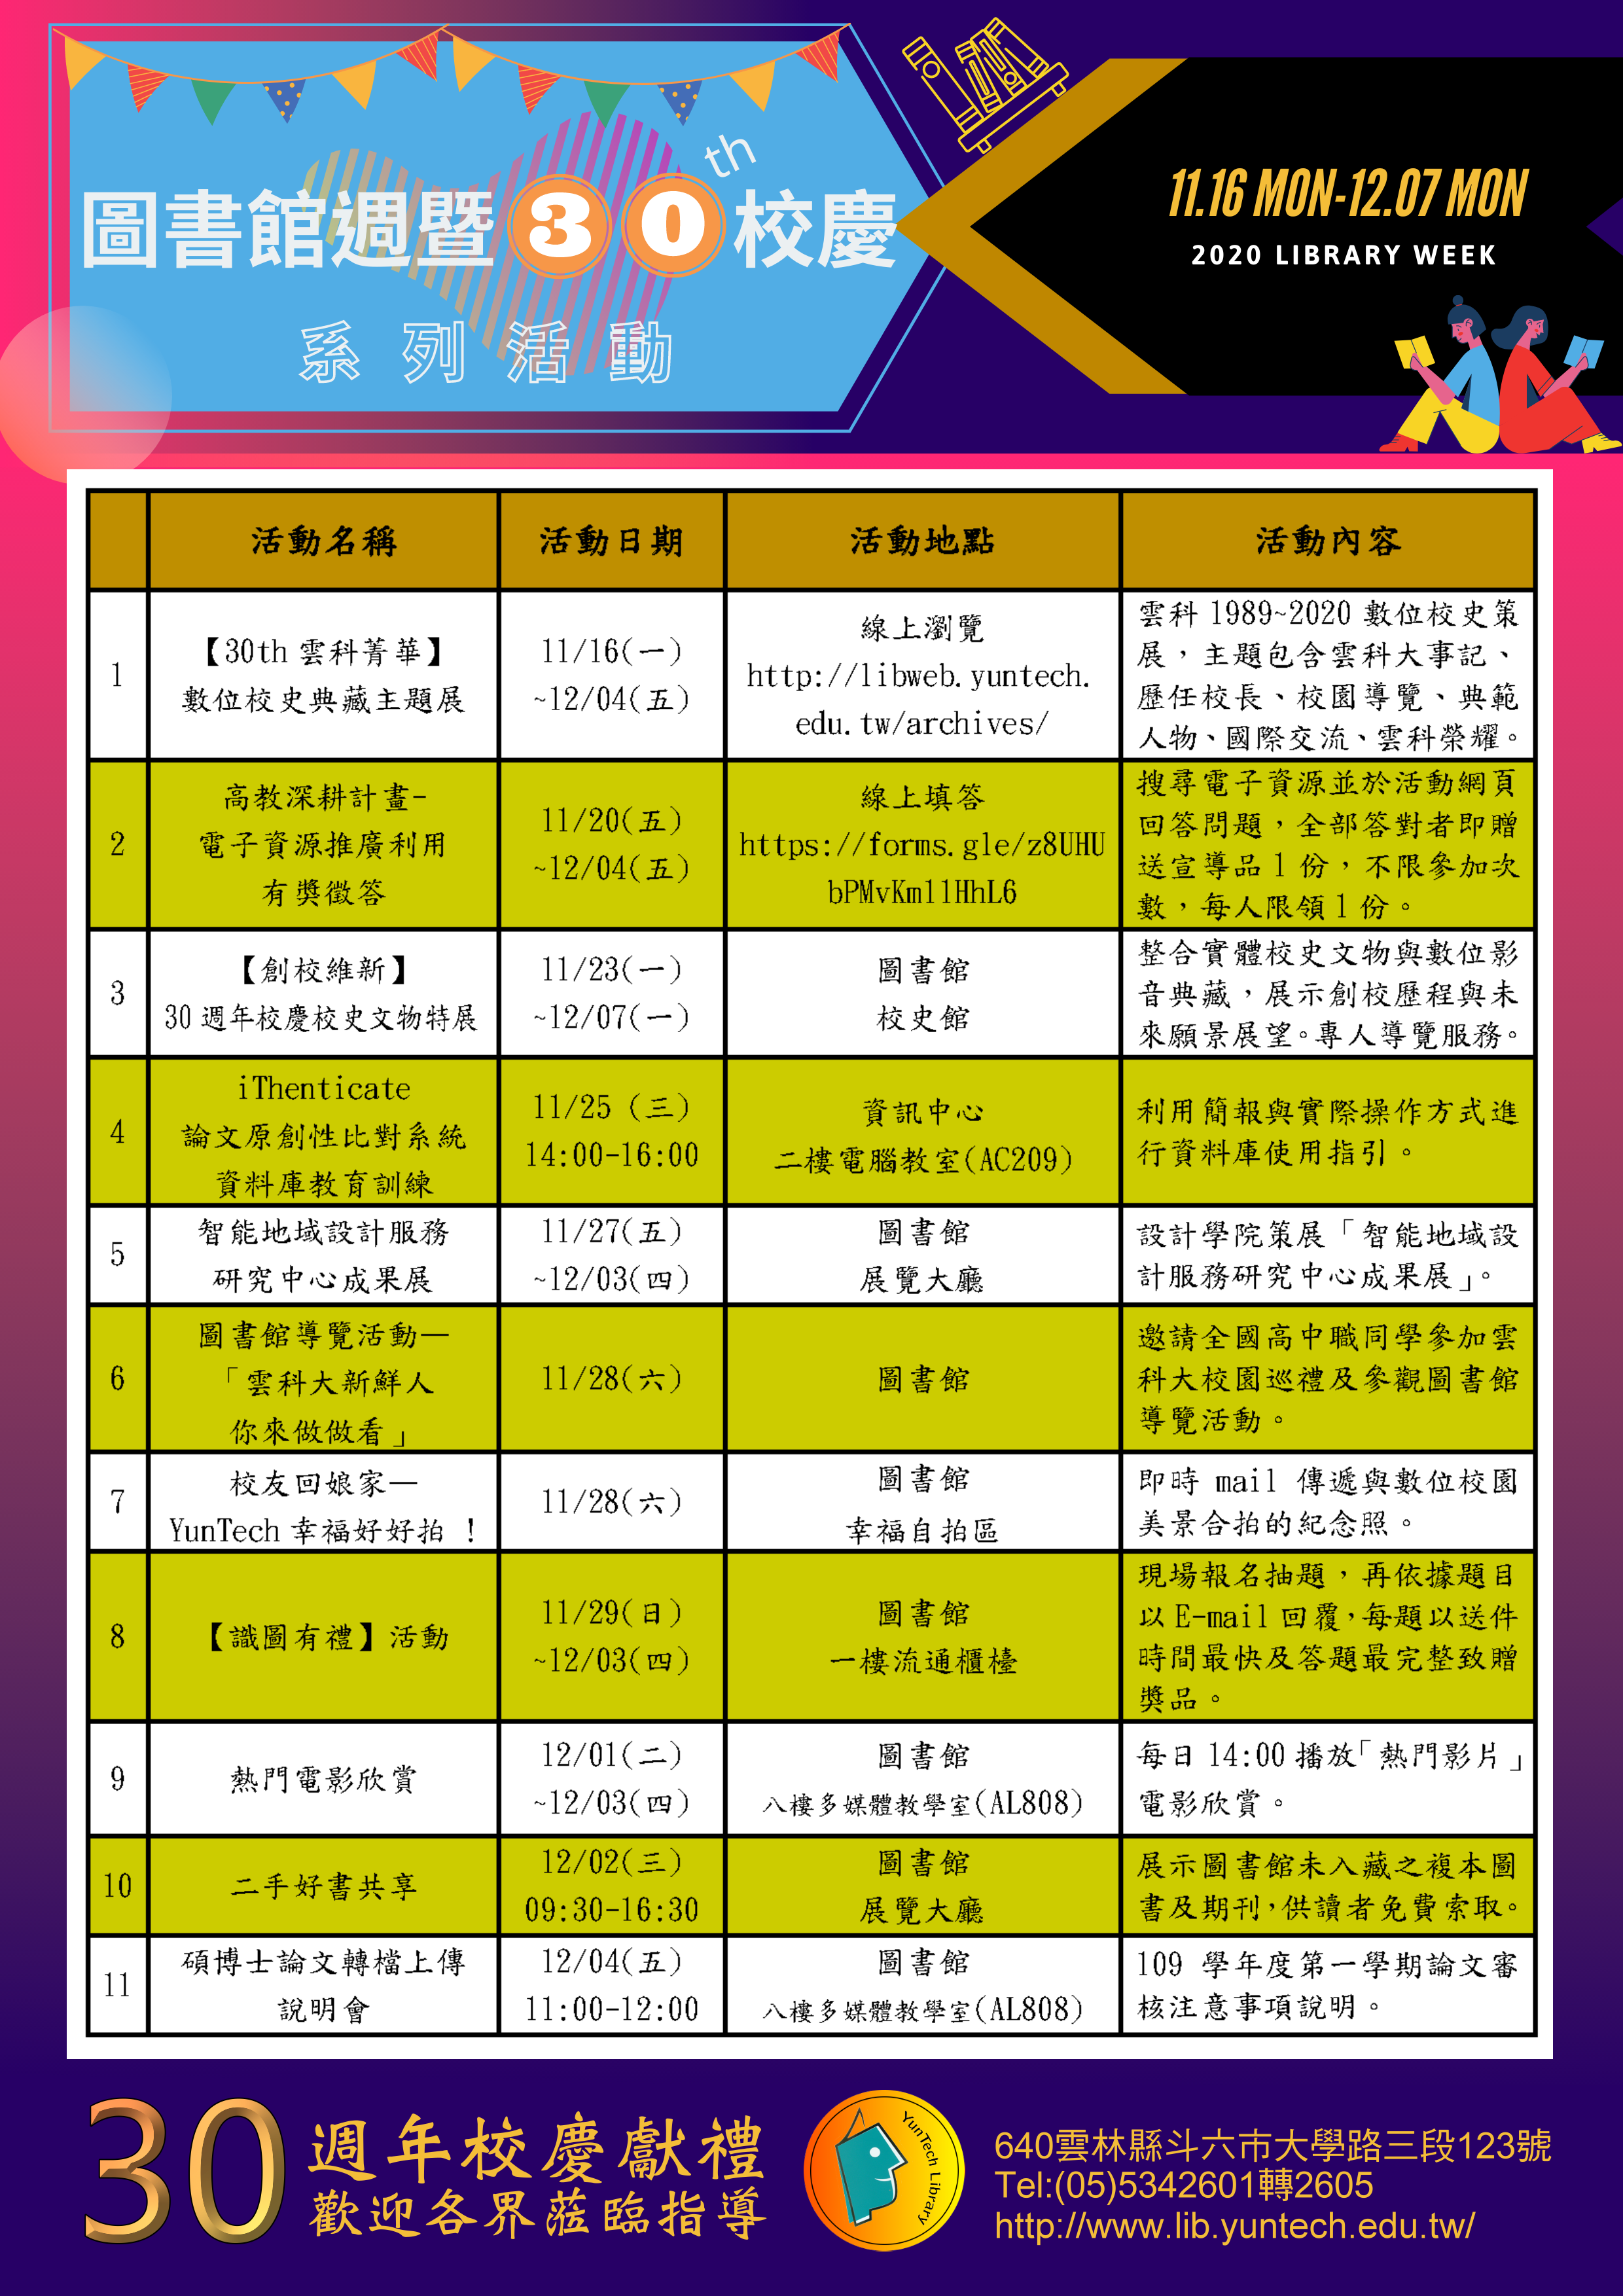 圖書館週暨30th校慶
系列活動
11.16 MON-12.07 MON
2020 LIBRARY WEEK
活動名稱 活動日期 活動地點 活動內容
1
【30th 雲科菁華】
數位校史典藏主題展
11/16(一)
~12/04(五)
線上瀏覽
http://libweb.yuntech.
edu.tw/archives/
雲科 1989~2020 數位校史策
展，主題包含雲科大事記、
歷任校長、校園導覽、典範
人物、國際交流、雲科榮耀。
2
高教深耕計畫-
電子資源推廣利用
有獎徵答
11/20(五)
~12/04(五)
線上填答
https://forms.gle/z8UHU
bPMvKm11HhL6
搜尋電子資源並於活動網頁
回答問題，全部答對者即贈
送宣導品 1 份，不限參加次
數，每人限領 1 份。
3
【創校維新】
30 週年校慶校史文物特展
11/23(一)
~12/07(一)
圖書館
校史館
整合實體校史文物與數位影
音典藏，展示創校歷程與未
來願景展望。專人導覽服務。
4
iThenticate
論文原創性比對系統
資料庫教育訓練
11/25 (三)
14:00-16:00
資訊中心
二樓電腦教室(AC209)
利用簡報與實際操作方式進
行資料庫使用指引。
5
智能地域設計服務
研究中心成果展
11/27(五)
~12/03(四)
圖書館
展覽大廳
設計學院策展「智能地域設
計服務研究中心成果展」。
6
圖書館導覽活動—
「雲科大新鮮人
你來做做看」
11/28(六)
圖書館
邀請全國高中職同學參加雲
科大校園巡禮及參觀圖書館
導覽活動。
7
校友回娘家—
YunTech 幸福好好拍 !
11/28(六)
圖書館
幸福自拍區
即時 mail 傳遞與數位校園
美景合拍的紀念照。
8
【識圖有禮】活動
11/29(日)
~12/03(四)
圖書館
一樓流通櫃檯
現場報名抽題，再依據題目
以 E-mail 回覆，每題以送件
時間最快及答題最完整致贈
獎品。
9
熱門電影欣賞
12/01(二)
~12/03(四)
圖書館
八樓多媒體教學室(AL808)
每日 14:00 播放「熱門影片」
電影欣賞。
10
二手好書共享
12/02(三)
09:30-16:30
圖書館
展覽大廳
展示圖書館未入藏之複本圖
書及期刊，供讀者免費索取。
11
碩博士論文轉檔上傳
說明會
12/04(五)
11:00-12:00
圖書館
八樓多媒體教學室(AL808)
109 學年度第一學期論文審
核注意事項說明。
30
週年校慶獻禮
歡迎各界蒞臨指導
YunTech Library
640雲林縣斗六市大學路三段123號
Tel:(05)5342601轉2605
http://www.lib.yuntech.edu.tw/